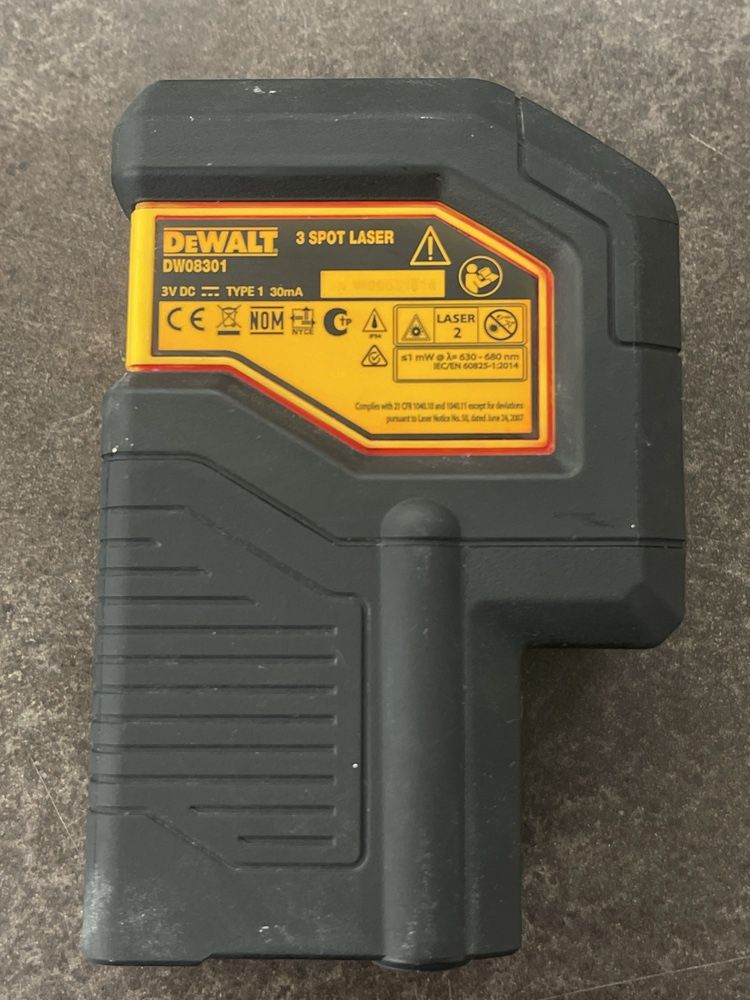 DEWALT 3 SPOT LASER
DW08301
3V DC TYPE 1 30mA
CE NOM NYCE TP IP54
LASER
2
≤1 mW @ λ= 630 - 680 nm
IEC/EN 60825-1:2014
Complies with 21 CFR 1040.10 and 1040.11 except for deviations
pursuant to Laser Notice No. 50, dated June 24, 2007